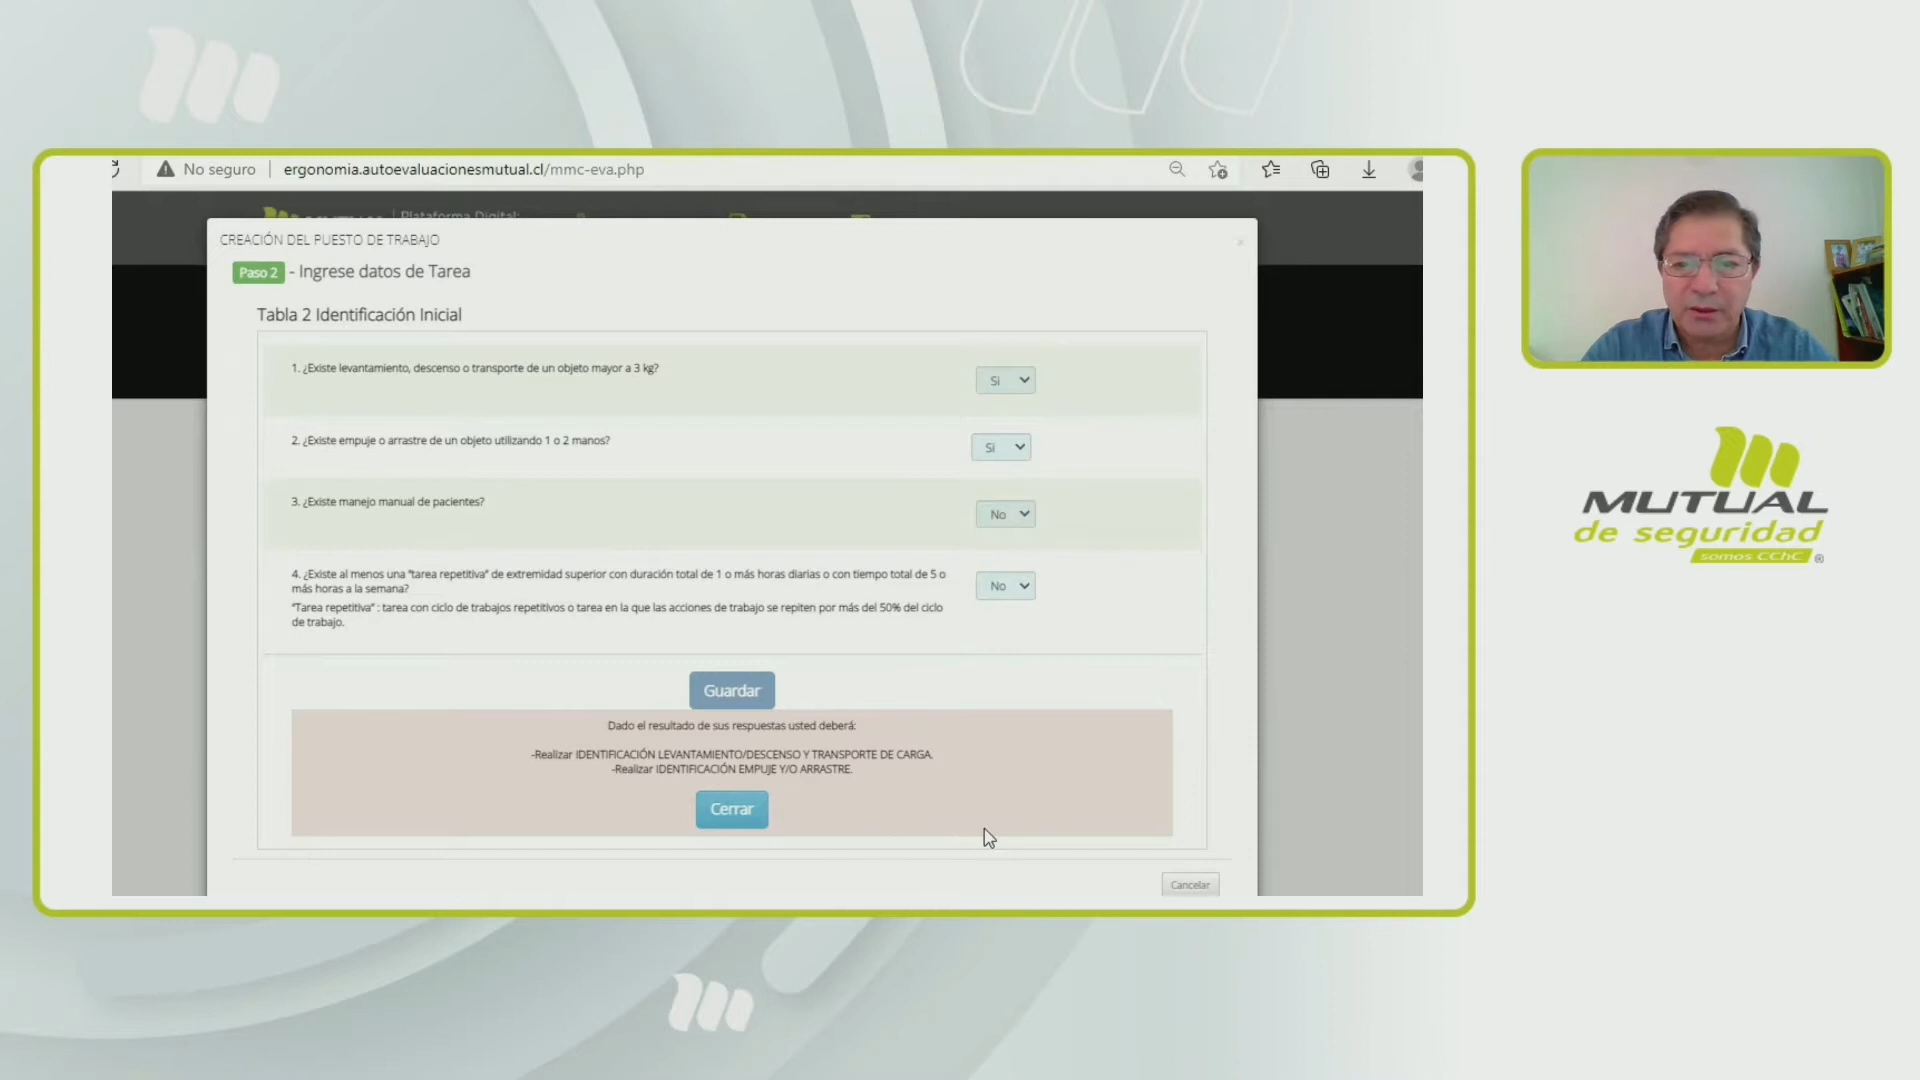 No seguro
ergonomia.autoevaluacionesmutual.cl/mmc-eva.php
Plataforma Digital:
CREACIÓN DEL PUESTO DE TRABAJO
×
Paso 2 - Ingrese datos de Tarea
Tabla 2 Identificación Inicial
1. ¿Existe levantamiento, descenso o transporte de un objeto mayor a 3 kg?
Si
2. ¿Existe empuje o arrastre de un objeto utilizando 1 o 2 manos?
Si
3. ¿Existe manejo manual de pacientes?
No
4. ¿Existe al menos una "tarea repetitiva" de extremidad superior con duración total de 1 o más horas diarias o con tiempo total de 5 o
más horas a la semana?
No
"Tarea repetitiva" : tarea con ciclo de trabajos repetitivos o tarea en la que las acciones de trabajo se repiten por más del 50% del ciclo
de trabajo.
Guardar
Dado el resultado de sus respuestas usted deberá:
-Realizar IDENTIFICACIÓN LEVANTAMIENTO/DESCENSO Y TRANSPORTE DE CARGA.
-Realizar IDENTIFICACIÓN EMPUJE Y/O ARRASTRE.
Cerrar
Cancelar
MUTUAL
de seguridad
somos CChC ®